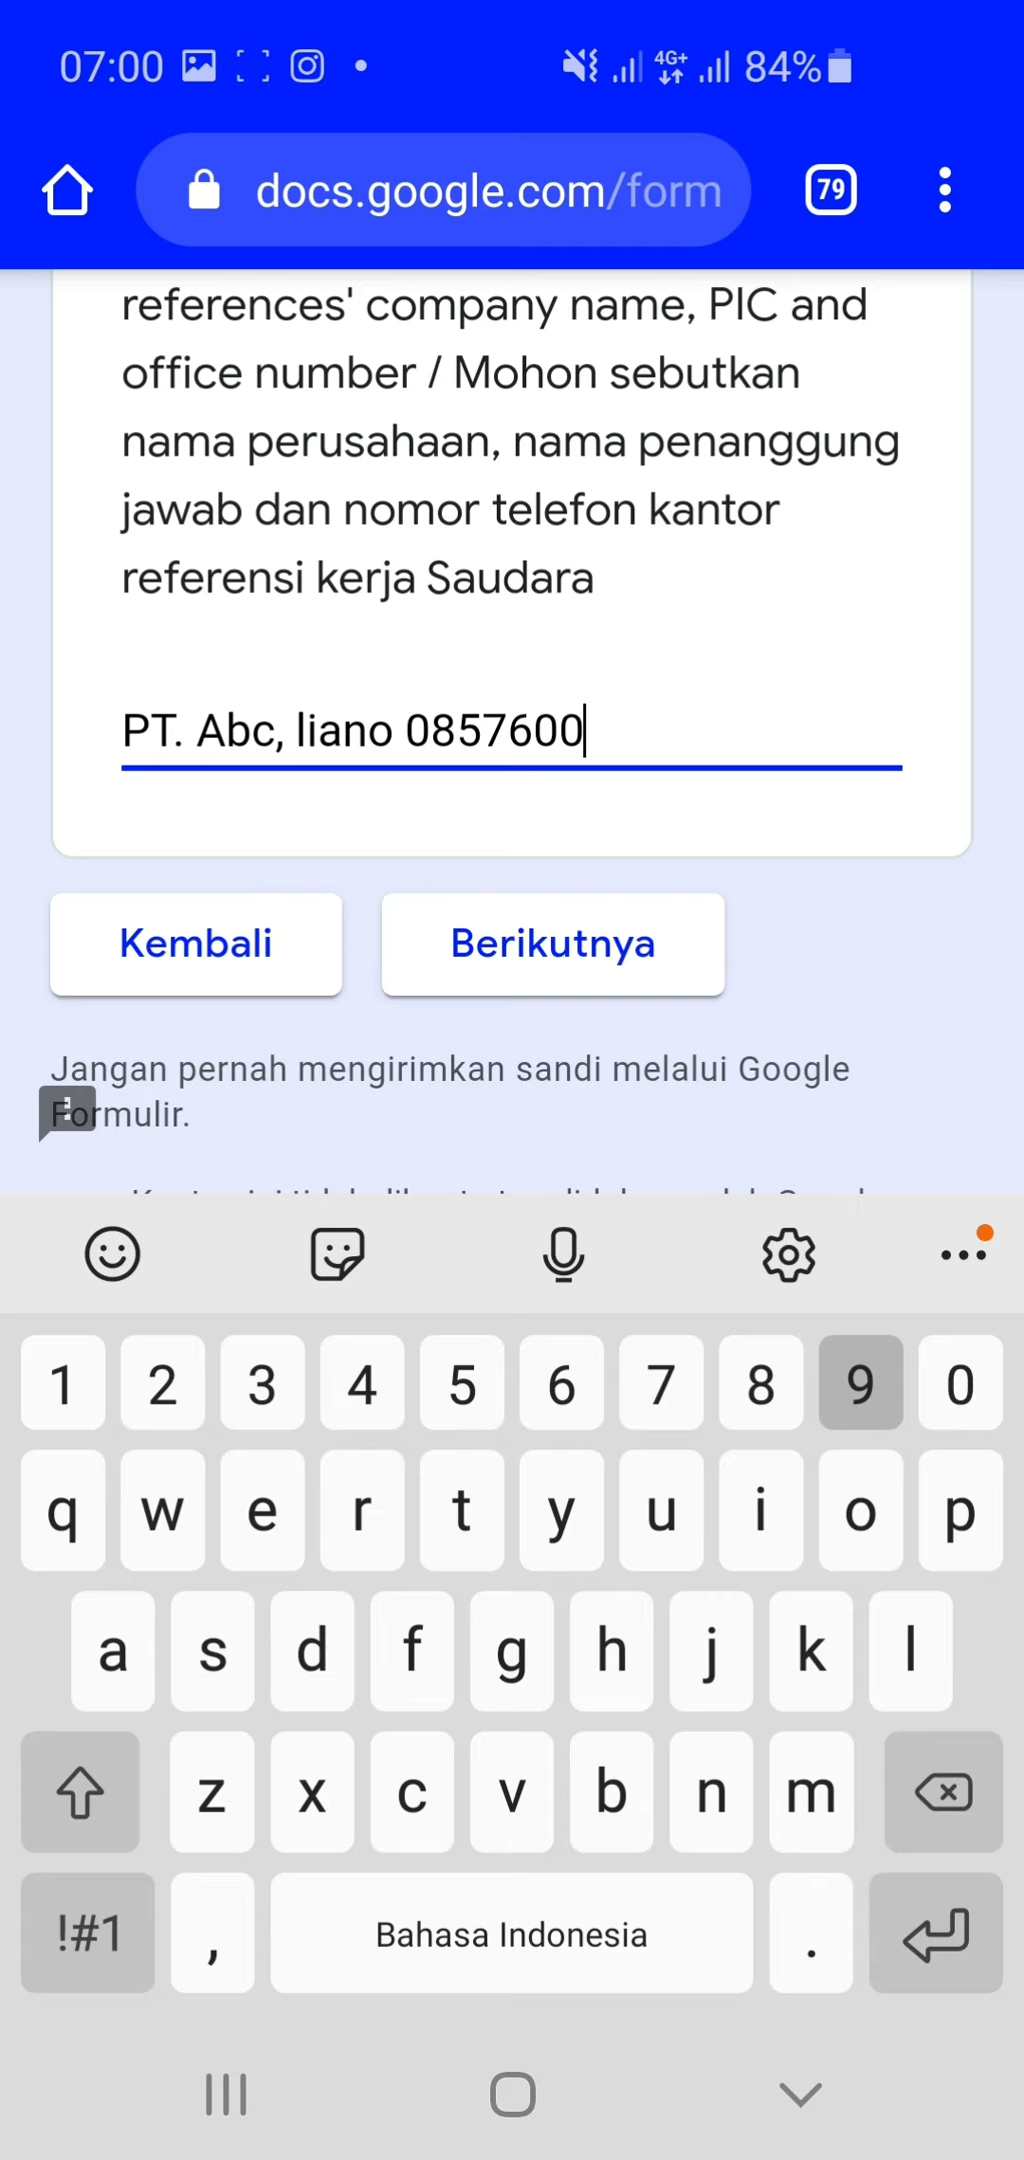 07:00
4G+
84%
docs.google.com/form
79
references' company name, PIC and
office number / Mohon sebutkan
nama perusahaan, nama penanggung
jawab dan nomor telefon kantor
referensi kerja Saudara
PT. Abc, liano 0857600
Kembali
Berikutnya
Jangan pernah mengirimkan sandi melalui Google
Formulir.
1 2 3 4 5 6 7 8 9 0
q w e r t y u i o p
a s d f g h j k l
z x c v b n m
!#1 , Bahasa Indonesia .